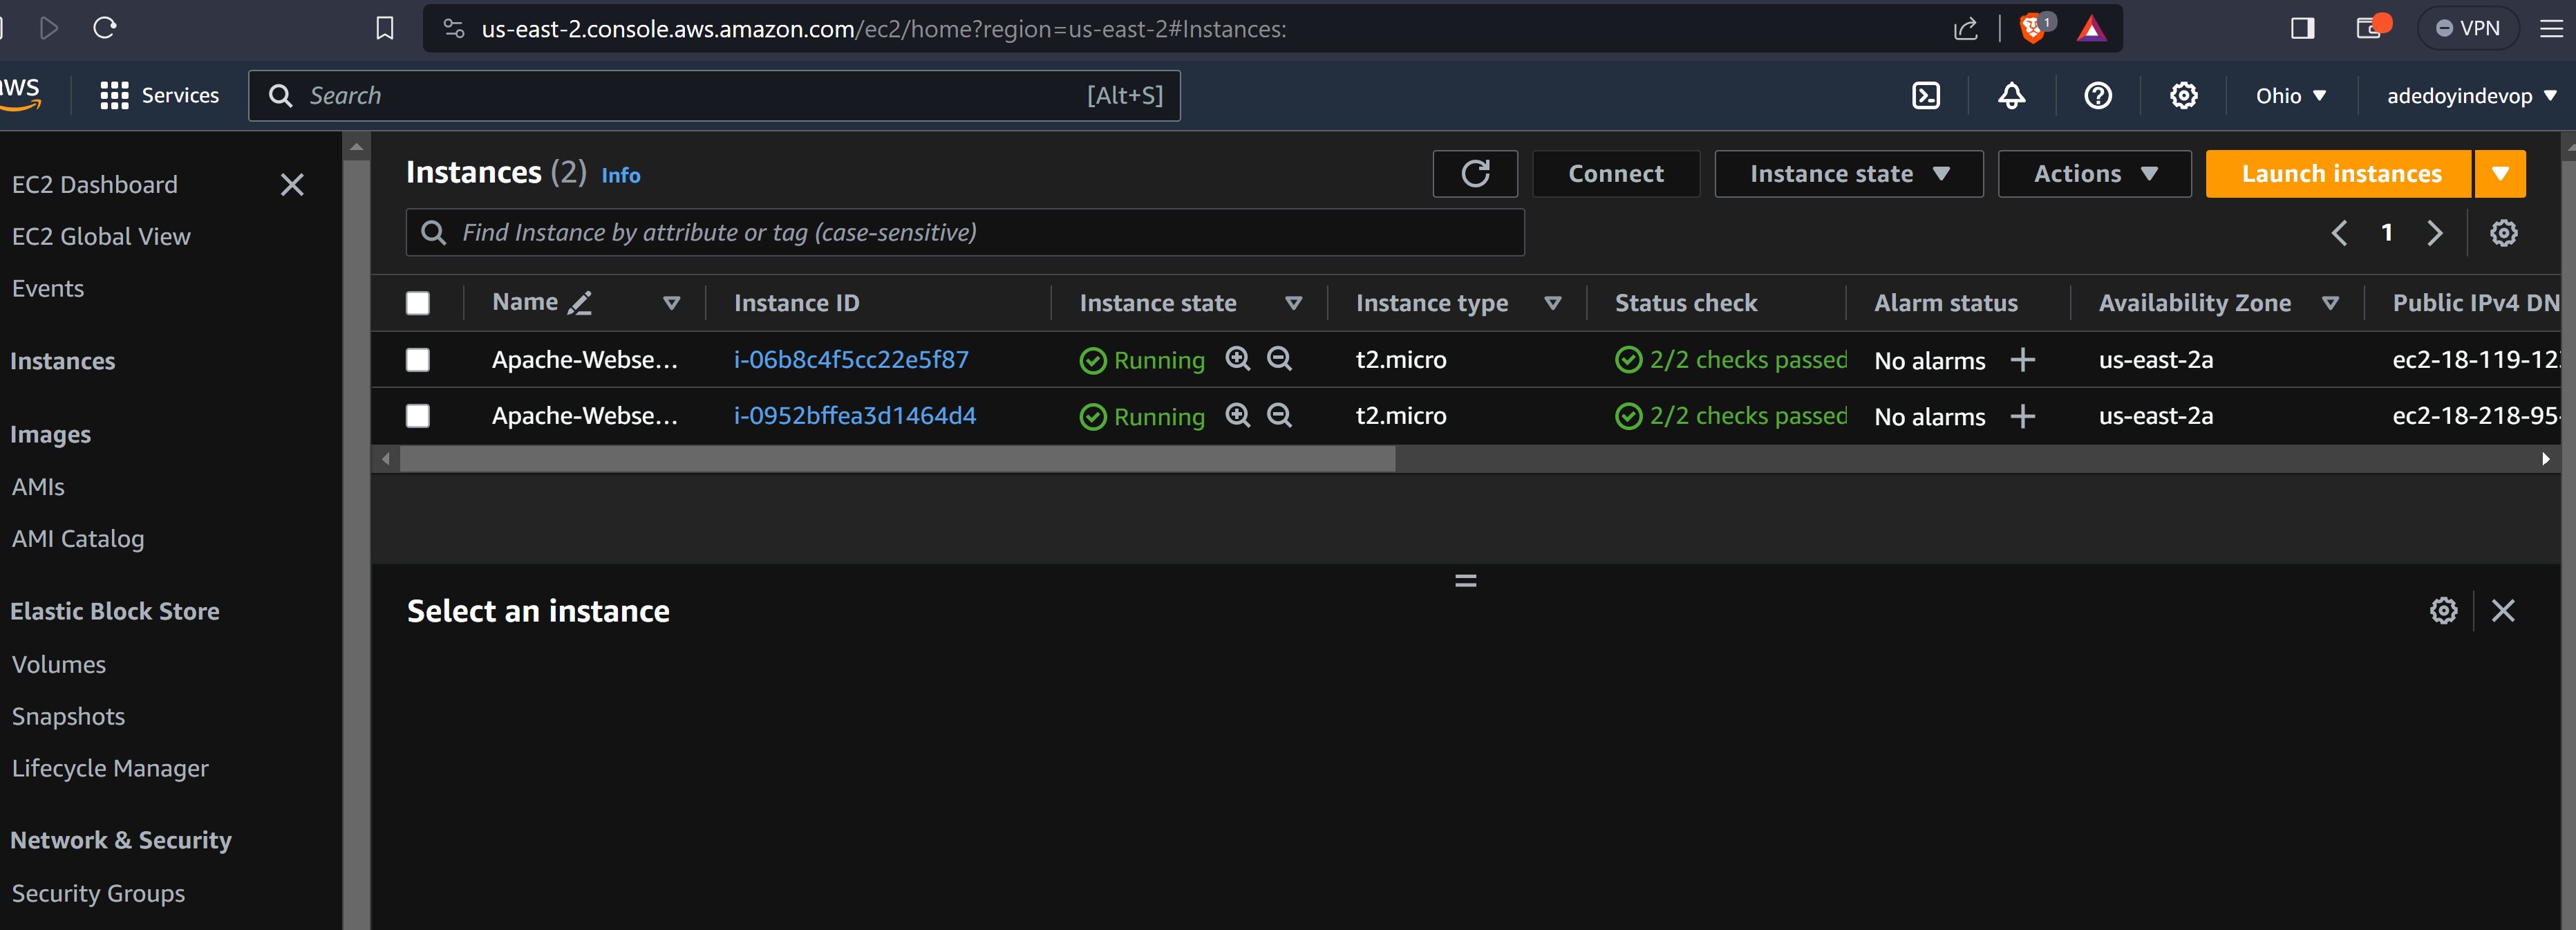 us-east-2.console.aws.amazon.com/ec2/home?region=us-east-2#Instances:
1
VPN
aws
Services
Search
[Alt+S]
Ohio
adedoyindevop
EC2 Dashboard
EC2 Global View
Events
Instances
Images
AMIs
AMI Catalog
Elastic Block Store
Volumes
Snapshots
Lifecycle Manager
Network & Security
Security Groups
Instances (2) Info
Connect
Instance state
Actions
Launch instances
Find Instance by attribute or tag (case-sensitive)
1
Name Instance ID Instance state Instance type Status check Alarm status Availability Zone Public IPv4 DN
Apache-Webse... i-06b8c4f5cc22e5f87 Running t2.micro 2/2 checks passed No alarms + us-east-2a ec2-18-119-12
Apache-Webse... i-0952bffea3d1464d4 Running t2.micro 2/2 checks passed No alarms + us-east-2a ec2-18-218-95-
Select an instance